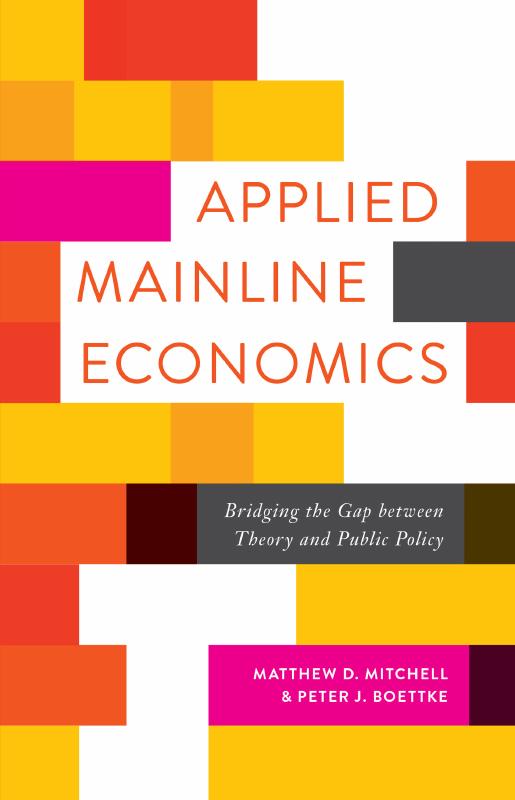 APPLIED
MAINLINE
ECONOMICS
Bridging the Gap between
Theory and Public Policy
MATTHEW D. MITCHELL
& PETER J. BOETTKE